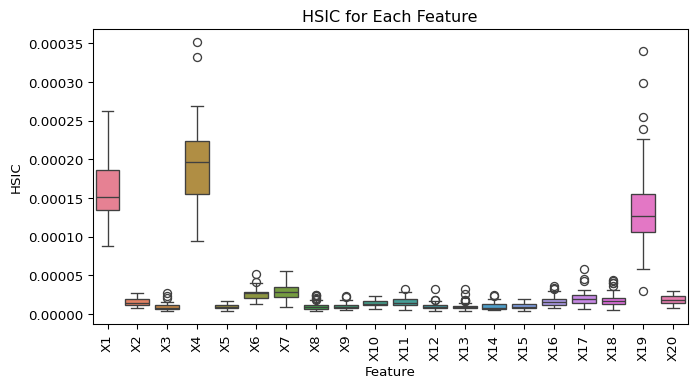 HSIC for Each Feature
0.00035
0.00030
0.00025
0.00020
0.00015
0.00010
0.00005
0.00000
HSIC
X1 X2 X3 X4 X5 X6 X7 X8 X9 X10 X11 X12 X13 X14 X15 X16 X17 X18 X19 X20
Feature